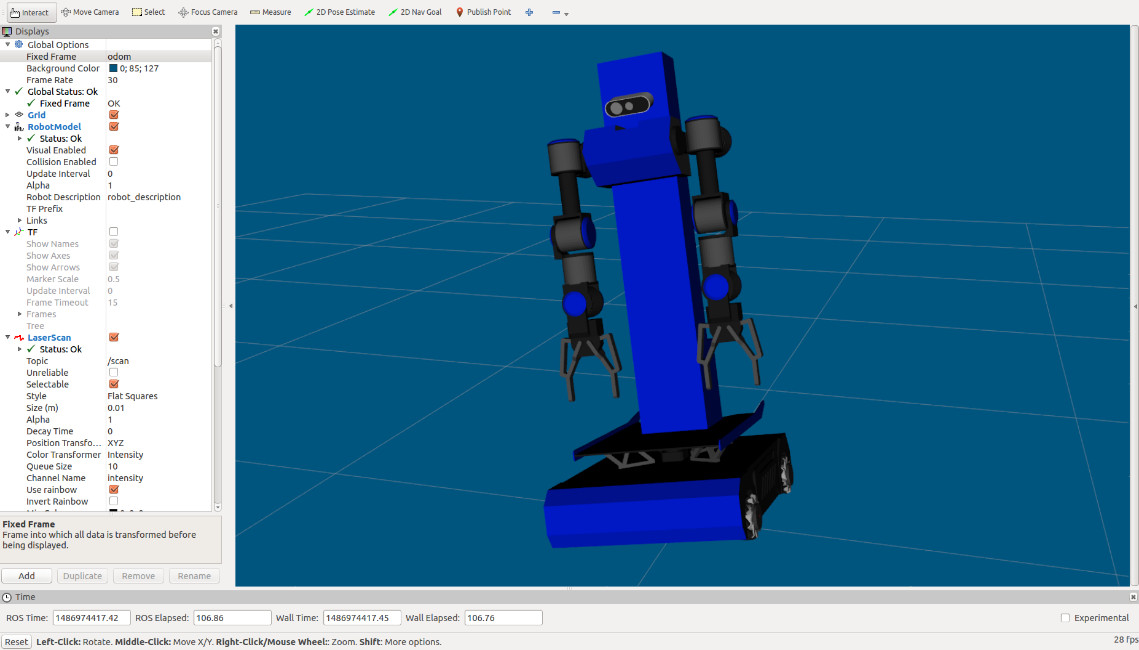 Interact Move Camera Select Focus Camera Measure 2D Pose Estimate 2D Nav Goal Publish Point
Displays
Global Options
Fixed Frame odom
Background Color 0; 85; 127
Frame Rate 30
Global Status: Ok
Fixed Frame OK
Grid
RobotModel
Status: Ok
Visual Enabled
Collision Enabled
Update Interval 0
Alpha 1
Robot Description robot_description
TF Prefix
Links
TF
Show Names
Show Axes
Show Arrows
Marker Scale 0.5
Update Interval 0
Frame Timeout 15
Frames
Tree
LaserScan
Status: Ok
Topic /scan
Unreliable
Selectable
Style Flat Squares
Size (m) 0.01
Alpha 1
Decay Time 0
Position Transfo... XYZ
Color Transformer Intensity
Queue Size 10
Channel Name intensity
Use rainbow
Invert Rainbow
Fixed Frame
Frame into which all data is transformed before
being displayed.
Add Duplicate Remove Rename
Time
ROS Time: 1486974417.42 ROS Elapsed: 106.86 Wall Time: 1486974417.45 Wall Elapsed: 106.76 Experimental
Reset Left-Click: Rotate. Middle-Click: Move X/Y. Right-Click/Mouse Wheel:: Zoom. Shift: More options. 28 fps